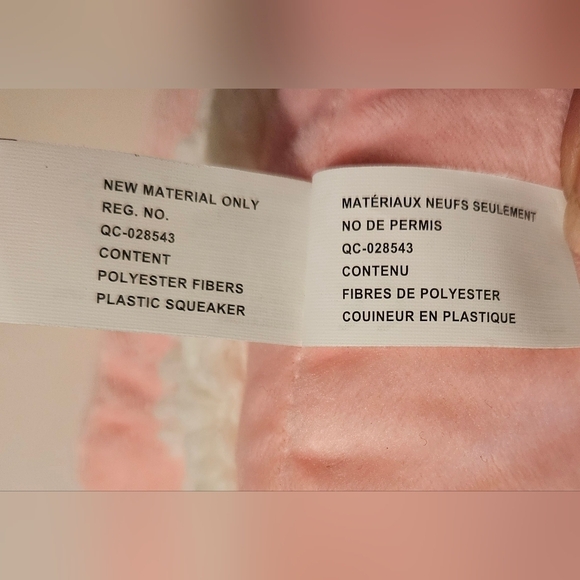 NEW MATERIAL ONLY
REG. NO.
QC-028543
CONTENT
POLYESTER FIBERS
PLASTIC SQUEAKER
MATÉRIAUX NEUFS SEULEMENT
NO DE PERMIS
QC-028543
CONTENU
FIBRES DE POLYESTER
COUINEUR EN PLASTIQUE